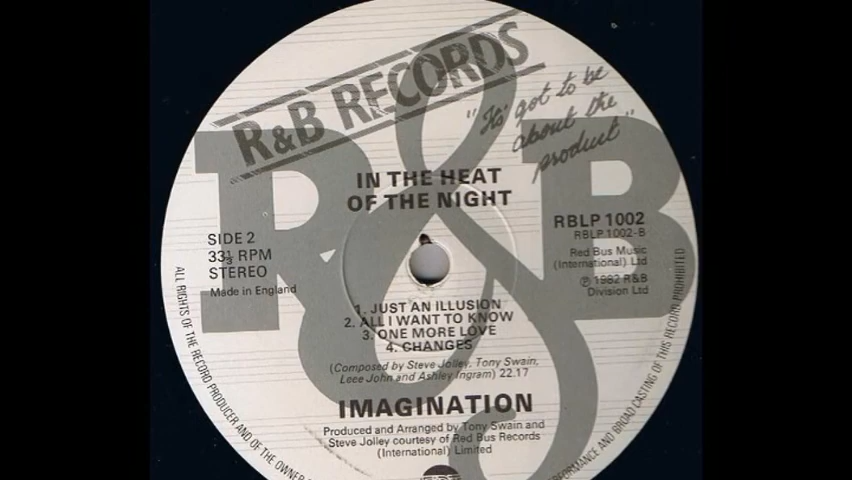 R&B RECORDS
"It's got to be
about the
product"
R&B
IN THE HEAT
OF THE NIGHT
SIDE 2
33⅓ RPM
STEREO
Made in England
RBLP 1002
RBLP 1002-B
Red Bus Music
(International) Ltd
℗ 1982 R&B
Division Ltd
1. JUST AN ILLUSION
2. ALL I WANT TO KNOW
3. ONE MORE LOVE
4. CHANGES
(Composed by Steve Jolley, Tony Swain,
Leee John and Ashley Ingram) 22.17
IMAGINATION
Produced and Arranged by Tony Swain and
Steve Jolley courtesy of Red Bus Records
(International) Limited
ALL RIGHTS OF THE RECORD PRODUCER AND OF THE OWNER
PERFORMANCE AND BROAD CASTING OF THIS RECORD PROHIBITED